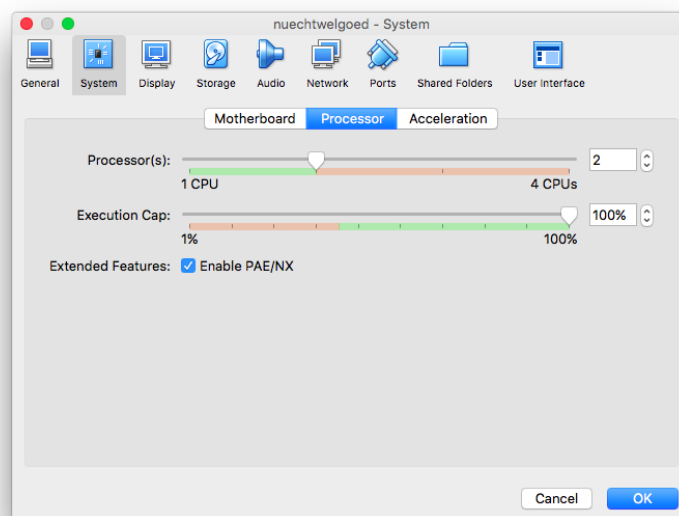 nuechtwelgoed - System
General System Display Storage Audio Network Ports Shared Folders User Interface
Motherboard Processor Acceleration
Processor(s): 2
1 CPU 4 CPUs
Execution Cap: 100%
1% 100%
Extended Features: Enable PAE/NX
Cancel OK